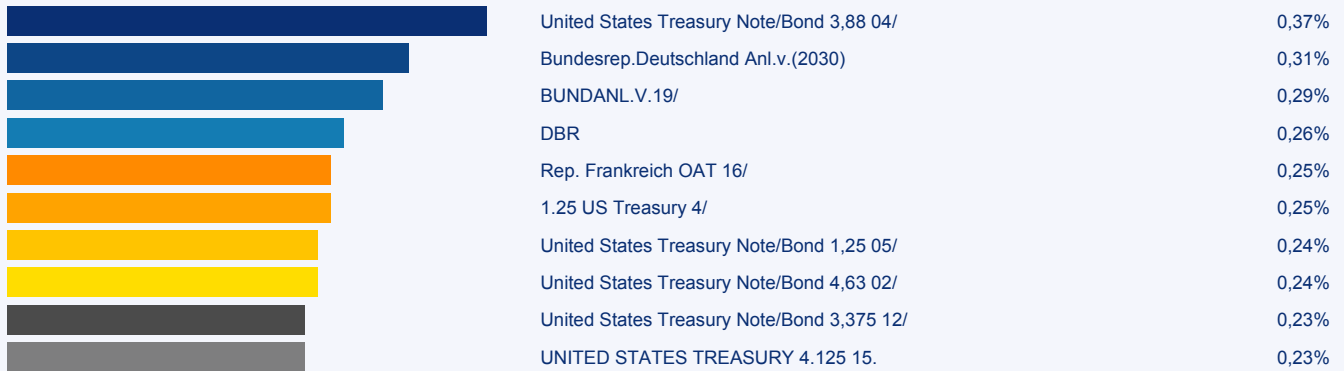 United States Treasury Note/Bond 3,88 04/ 0,37%
Bundesrep.Deutschland Anl.v.(2030) 0,31%
BUNDANL.V.19/ 0,29%
DBR 0,26%
Rep. Frankreich OAT 16/ 0,25%
1.25 US Treasury 4/ 0,25%
United States Treasury Note/Bond 1,25 05/ 0,24%
United States Treasury Note/Bond 4,63 02/ 0,24%
United States Treasury Note/Bond 3,375 12/ 0,23%
UNITED STATES TREASURY 4.125 15. 0,23%